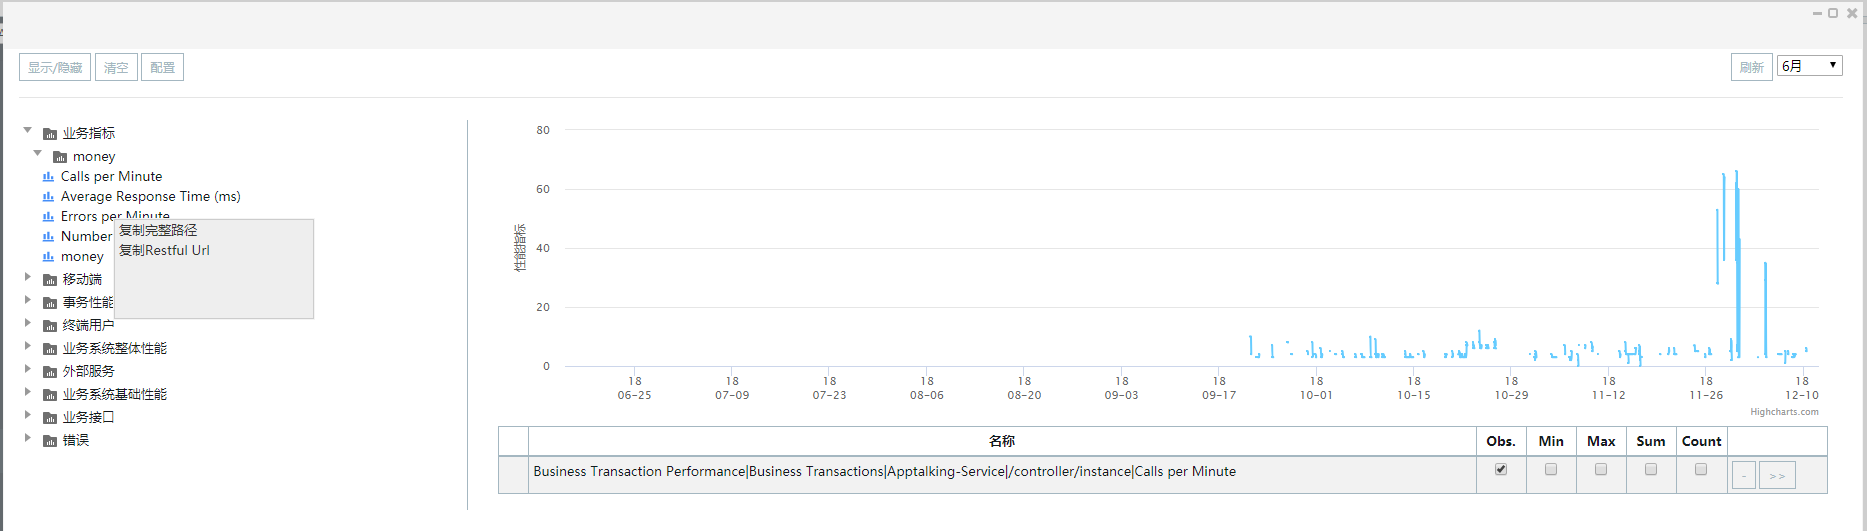 显示/隐藏 清空 配置 刷新 6月
业务指标
money
Calls per Minute
Average Response Time (ms)
Errors per Minute
Number
money
移动端
事务性能
终端用户
业务系统整体性能
外部服务
业务系统基础性能
业务接口
错误
复制完整路径
复制Restful Url
性能指标
80
60
40
20
0
18 18 18 18 18 18 18 18 18 18 18 18 18
06-25 07-09 07-23 08-06 08-20 09-03 09-17 10-01 10-15 10-29 11-12 11-26 12-10
Highcharts.com
名称 Obs. Min Max Sum Count
Business Transaction Performance|Business Transactions|Apptalking-Service|/controller/instance|Calls per Minute - >>